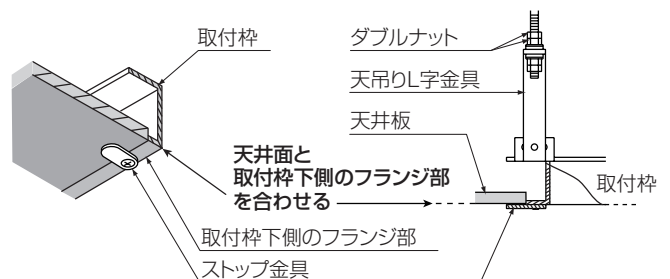 取付枠
ダブルナット
天吊りL字金具
天井板
天井面と
取付枠下側のフランジ部
を合わせる
取付枠
取付枠下側のフランジ部
ストップ金具